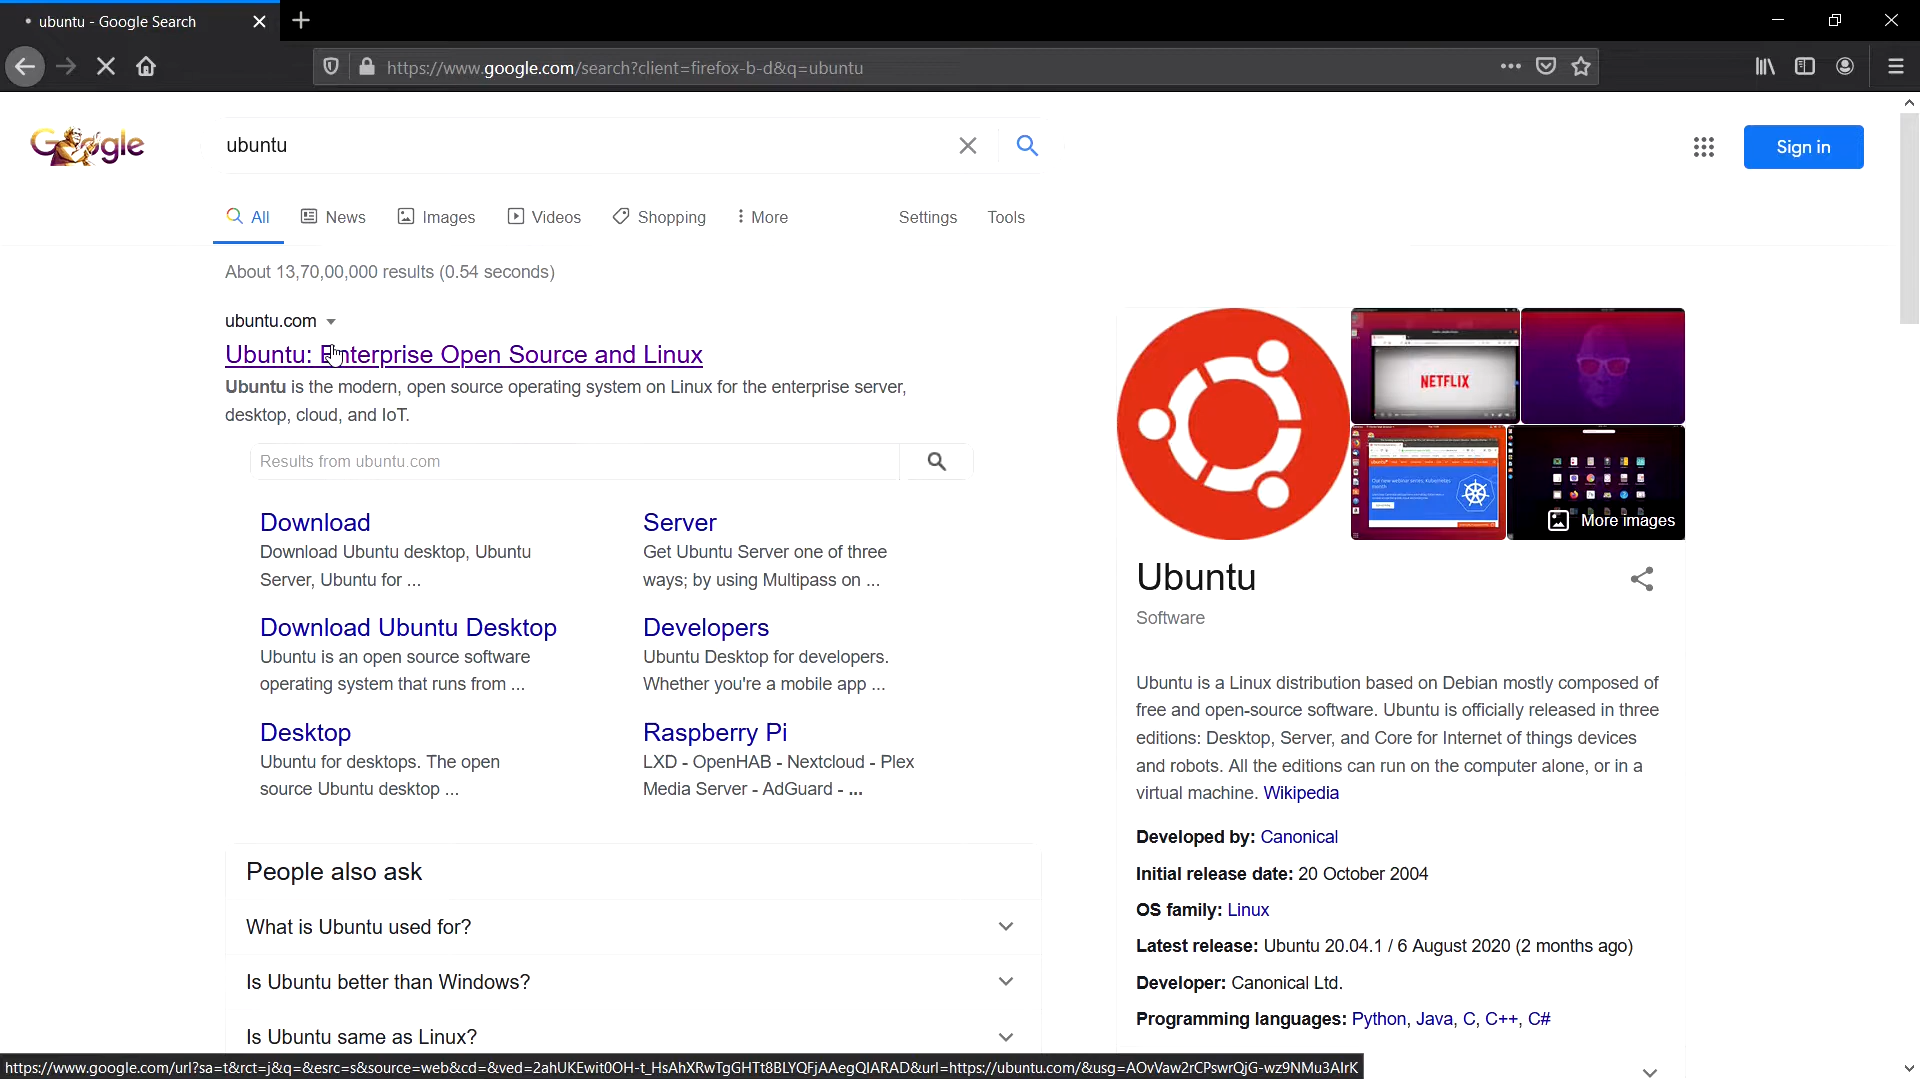 ubuntu - Google Search
https://www.google.com/search?client=firefox-b-d&q=ubuntu
Google
ubuntu
Sign in
All
News
Images
Videos
Shopping
More
Settings
Tools
About 13,70,00,000 results (0.54 seconds)
ubuntu.com
Ubuntu: Enterprise Open Source and Linux
Ubuntu is the modern, open source operating system on Linux for the enterprise server,
desktop, cloud, and IoT.
Results from ubuntu.com
Download
Download Ubuntu desktop, Ubuntu
Server, Ubuntu for ...
Server
Get Ubuntu Server one of three
ways; by using Multipass on ...
Download Ubuntu Desktop
Ubuntu is an open source software
operating system that runs from ...
Developers
Ubuntu Desktop for developers.
Whether you're a mobile app ...
Desktop
Ubuntu for desktops. The open
source Ubuntu desktop ...
Raspberry Pi
LXD - OpenHAB - Nextcloud - Plex
Media Server - AdGuard - ...
People also ask
What is Ubuntu used for?
Is Ubuntu better than Windows?
Is Ubuntu same as Linux?
NETFLIX
More images
Ubuntu
Software
Ubuntu is a Linux distribution based on Debian mostly composed of
free and open-source software. Ubuntu is officially released in three
editions: Desktop, Server, and Core for Internet of things devices
and robots. All the editions can run on the computer alone, or in a
virtual machine. Wikipedia
Developed by: Canonical
Initial release date: 20 October 2004
OS family: Linux
Latest release: Ubuntu 20.04.1 / 6 August 2020 (2 months ago)
Developer: Canonical Ltd.
Programming languages: Python, Java, C, C++, C#
https://www.google.com/url?sa=t&rct=j&q=&esrc=s&source=web&cd=&ved=2ahUKEwit0OH-t_HsAhXRwTgGHTt8BLYQFjAAegQIARAD&url=https://ubuntu.com/&usg=AOvVaw2rCPswrQjG-wz9NMu3AIrK